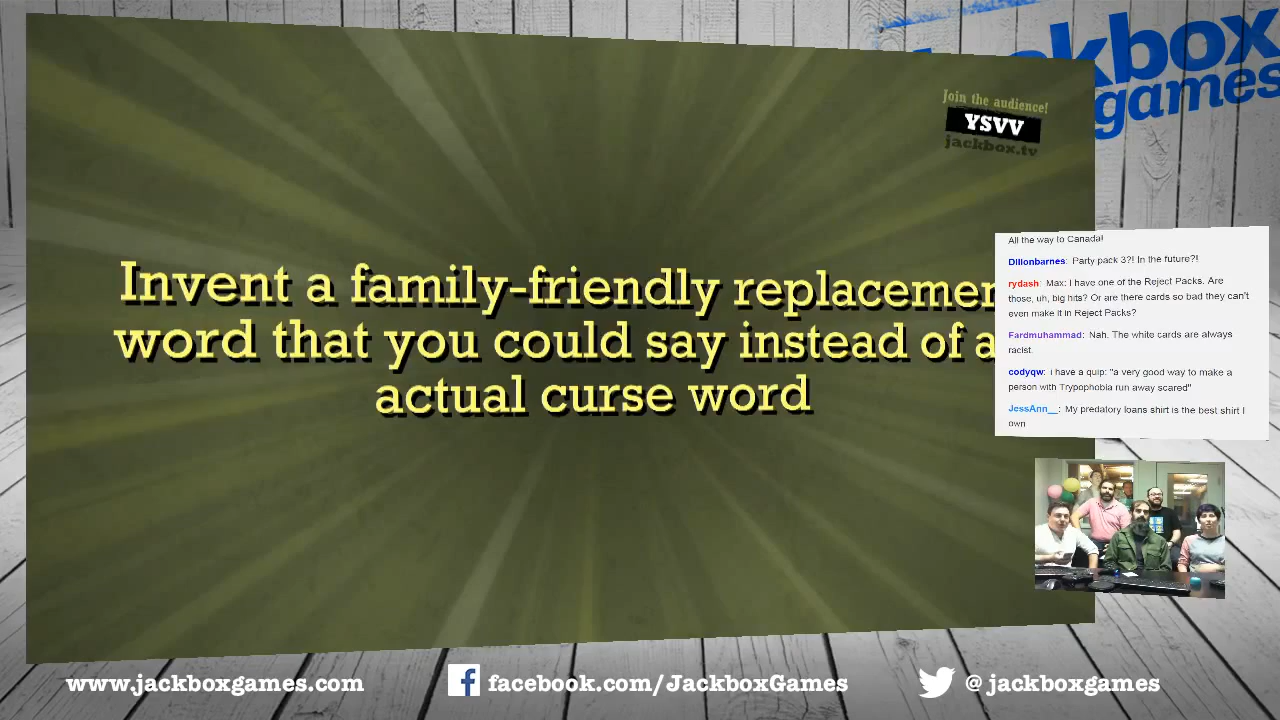 jackbox
games
Join the audience!
YSVV
jackbox.tv
Invent a family-friendly replacemen
word that you could say instead of a
actual curse word
All the way to Canada!
Dillonbarnes: Party pack 3?! In the future?!
rydash: Max: I have one of the Reject Packs. Are
those, uh, big hits? Or are there cards so bad they can't
even make it in Reject Packs?
Fardmuhammad: Nah. The white cards are always
racist.
codyqw: i have a quip: "a very good way to make a
person with Trypophobia run away scared"
JessAnn__: My predatory loans shirt is the best shirt I
own
www.jackboxgames.com
facebook.com/JackboxGames
@jackboxgames